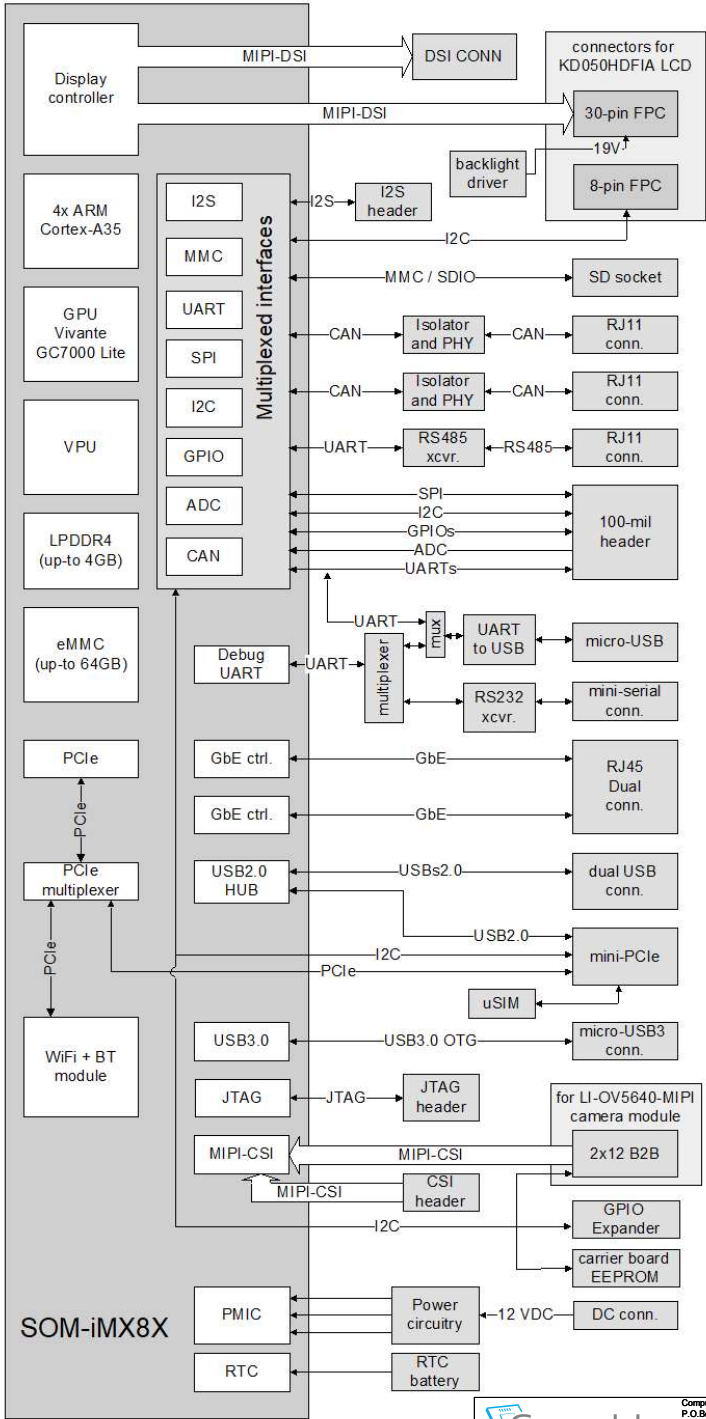 Display
controller
MIPI-DSI
DSI CONN
connectors for
KD050HDFIA LCD
MIPI-DSI
30-pin FPC
19V
backlight
driver
8-pin FPC
4x ARM
Cortex-A35
I2S
I2S
I2S
header
I2C
MMC
MMC / SDIO
SD socket
Multiplexed interfaces
GPU
Vivante
GC7000 Lite
UART
CAN
Isolator
and PHY
CAN
RJ11
conn.
SPI
CAN
Isolator
and PHY
CAN
RJ11
conn.
I2C
VPU
UART
RS485
xcvr.
RS485
RJ11
conn.
GPIO
SPI
I2C
GPIOs
ADC
UARTs
100-mil
header
ADC
LPDDR4
(up-to 4GB)
CAN
eMMC
(up-to 64GB)
UART
mux
UART
to USB
micro-USB
Debug
UART
UART
multiplexer
RS232
xcvr.
mini-serial
conn.
PCIe
GbE ctrl.
GbE
RJ45
Dual
conn.
PCIe
GbE ctrl.
GbE
PCIe
multiplexer
USB2.0
HUB
USBs2.0
dual USB
conn.
USB2.0
I2C
mini-PCIe
PCIe
PCIe
uSIM
WiFi + BT
module
USB3.0
USB3.0 OTG
micro-USB3
conn.
JTAG
JTAG
JTAG
header
for LI-OV5640-MIPI
camera module
MIPI-CSI
MIPI-CSI
2x12 B2B
MIPI-CSI
CSI
header
I2C
GPIO
Expander
carrier board
EEPROM
SOM-iMX8X
PMIC
Power
circuitry
12 VDC
DC conn.
RTC
RTC
battery